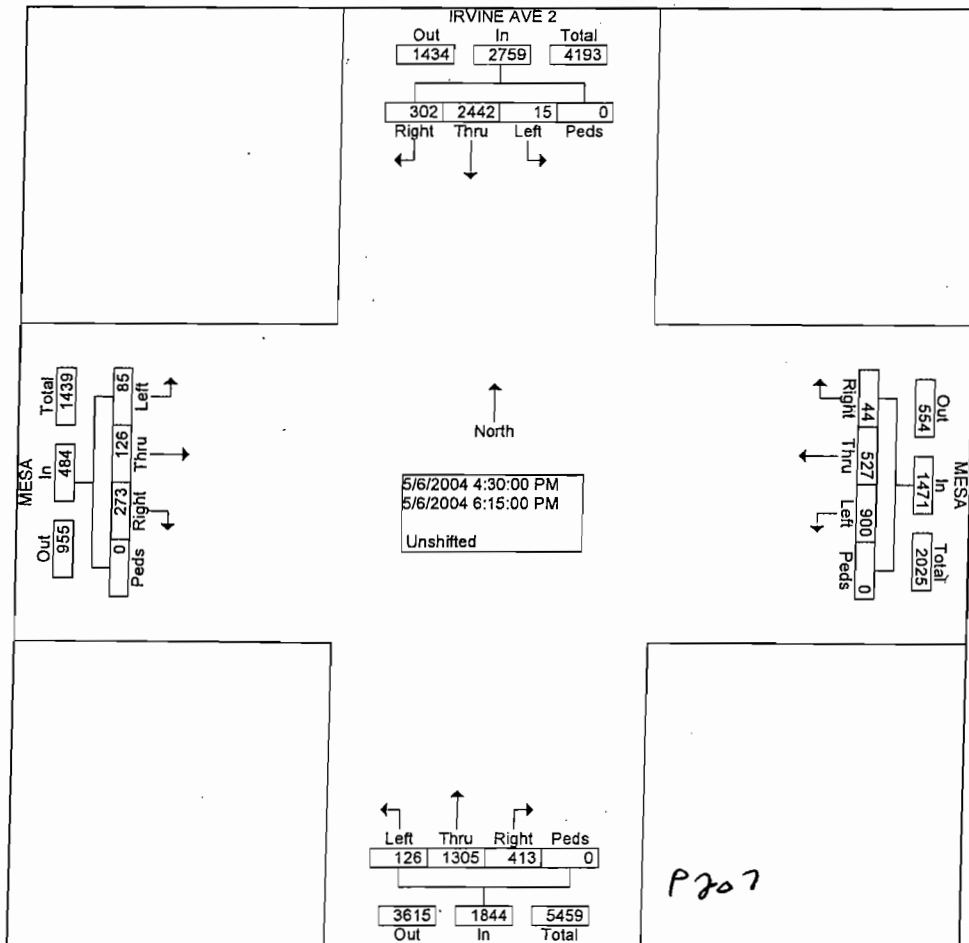 IRVINE AVE 2
Out In Total
1434 2759 4193
302 2442 15 0
Right Thru Left Peds
MESA
Total 1439
In 484
Out 955
85 126 273 0
Left Thru Right Peds
North
5/6/2004 4:30:00 PM
5/6/2004 6:15:00 PM
Unshifted
Right Thru Left Peds
44 527 900 0
Out 554
In 1471
Total 2025
MESA
Left Thru Right Peds
126 1305 413 0
3615 1844 5459
Out In Total
P207